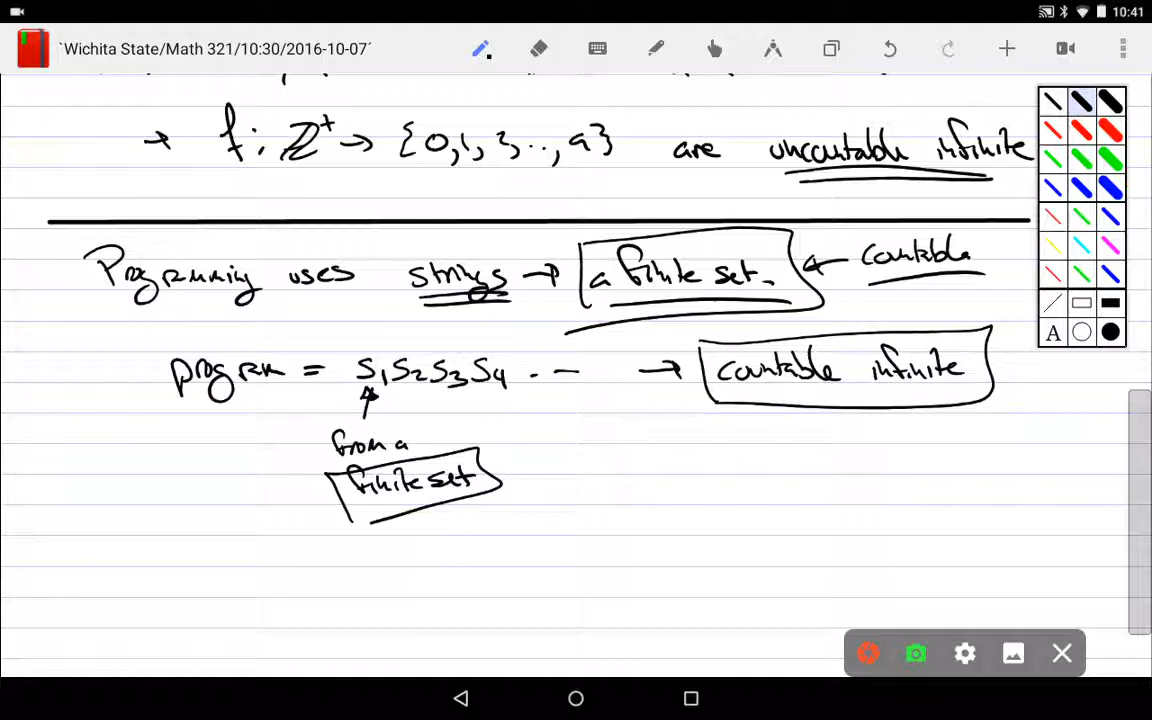 10:41
`Wichita State/Math 321/10:30/2016-10-07´
→ f: ℤ⁺ → {0,1,2,..,9} are uncountable infinite
Programming uses strings → a finite set. ← countable
program = S₁S₂S₃S₄ . -- → countable infinite
from a
finite set
A